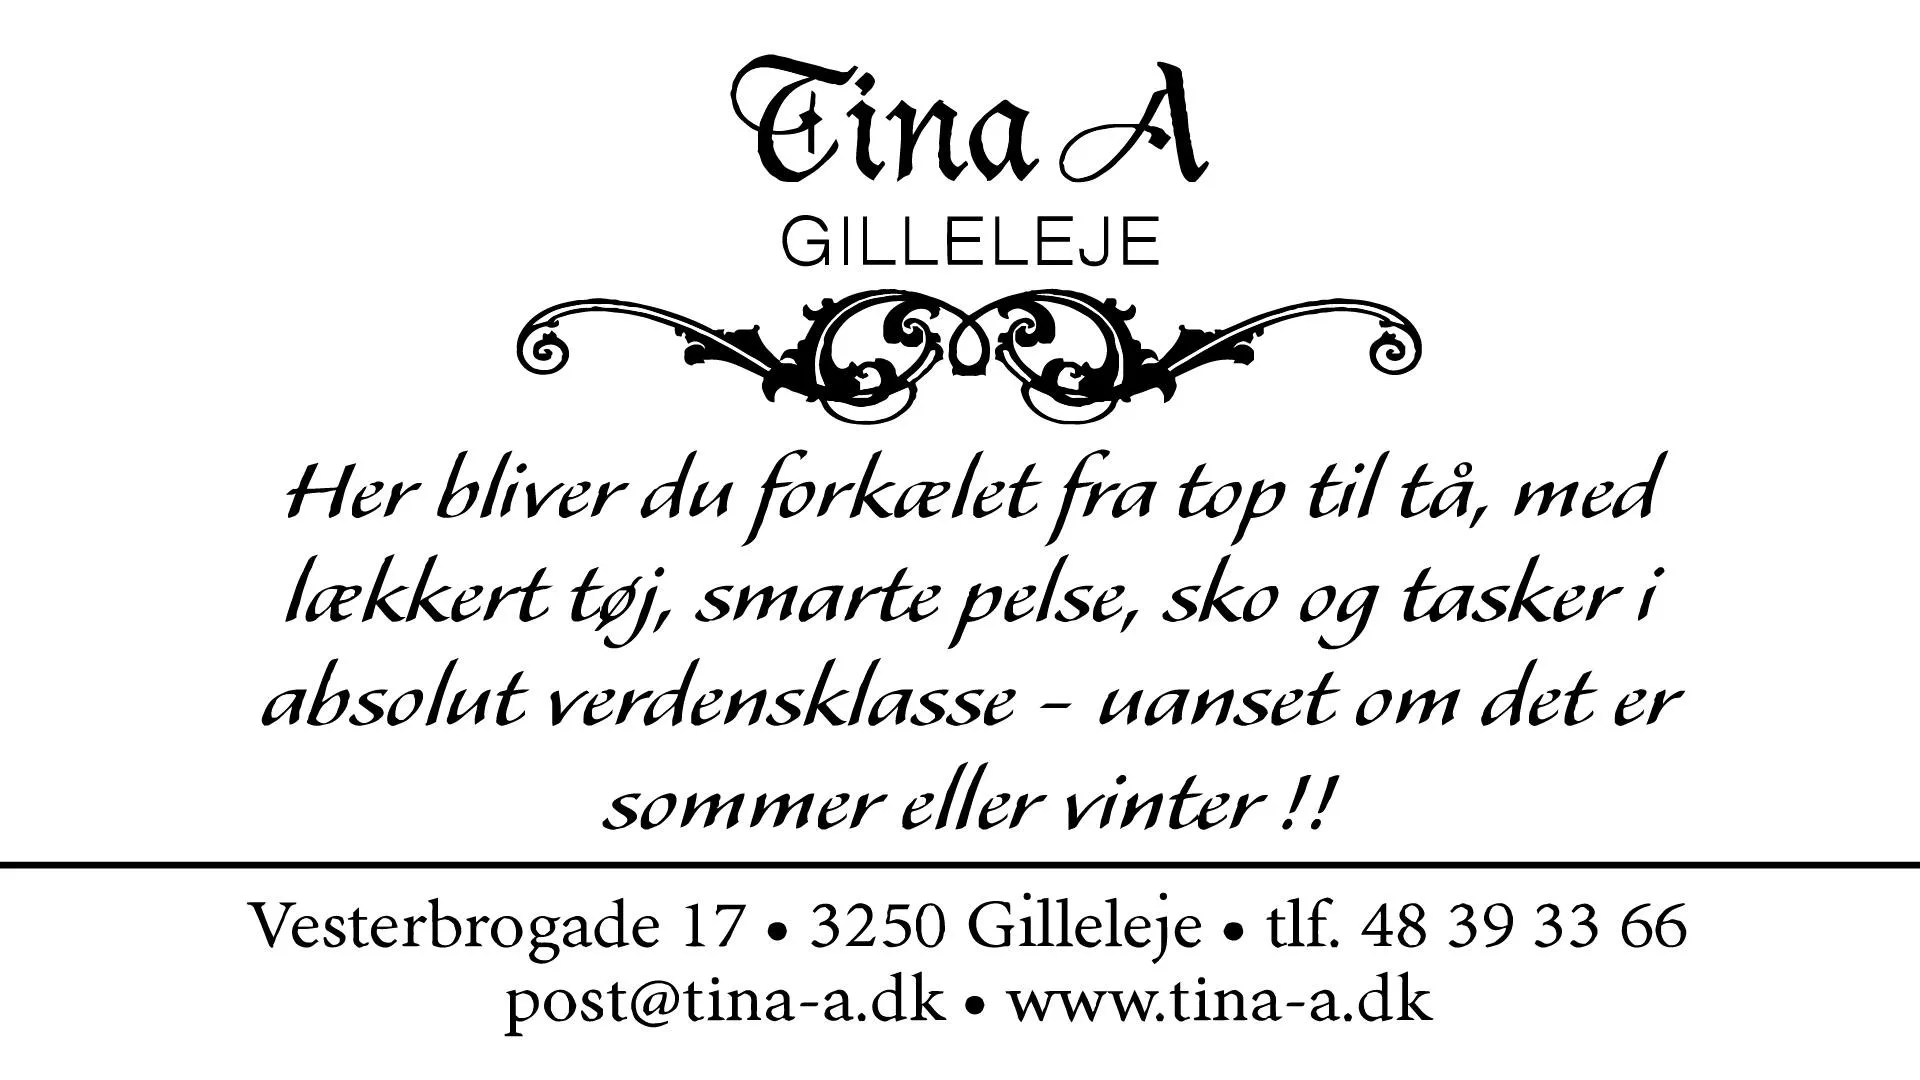 Tina A
GILLELEJE
Her bliver du forkælet fra top til tå, med
lækkert tøj, smarte pelse, sko og tasker i
absolut verdensklasse – uanset om det er
sommer eller vinter !!
Vesterbrogade 17 • 3250 Gilleleje • tlf. 48 39 33 66
post@tina-a.dk • www.tina-a.dk